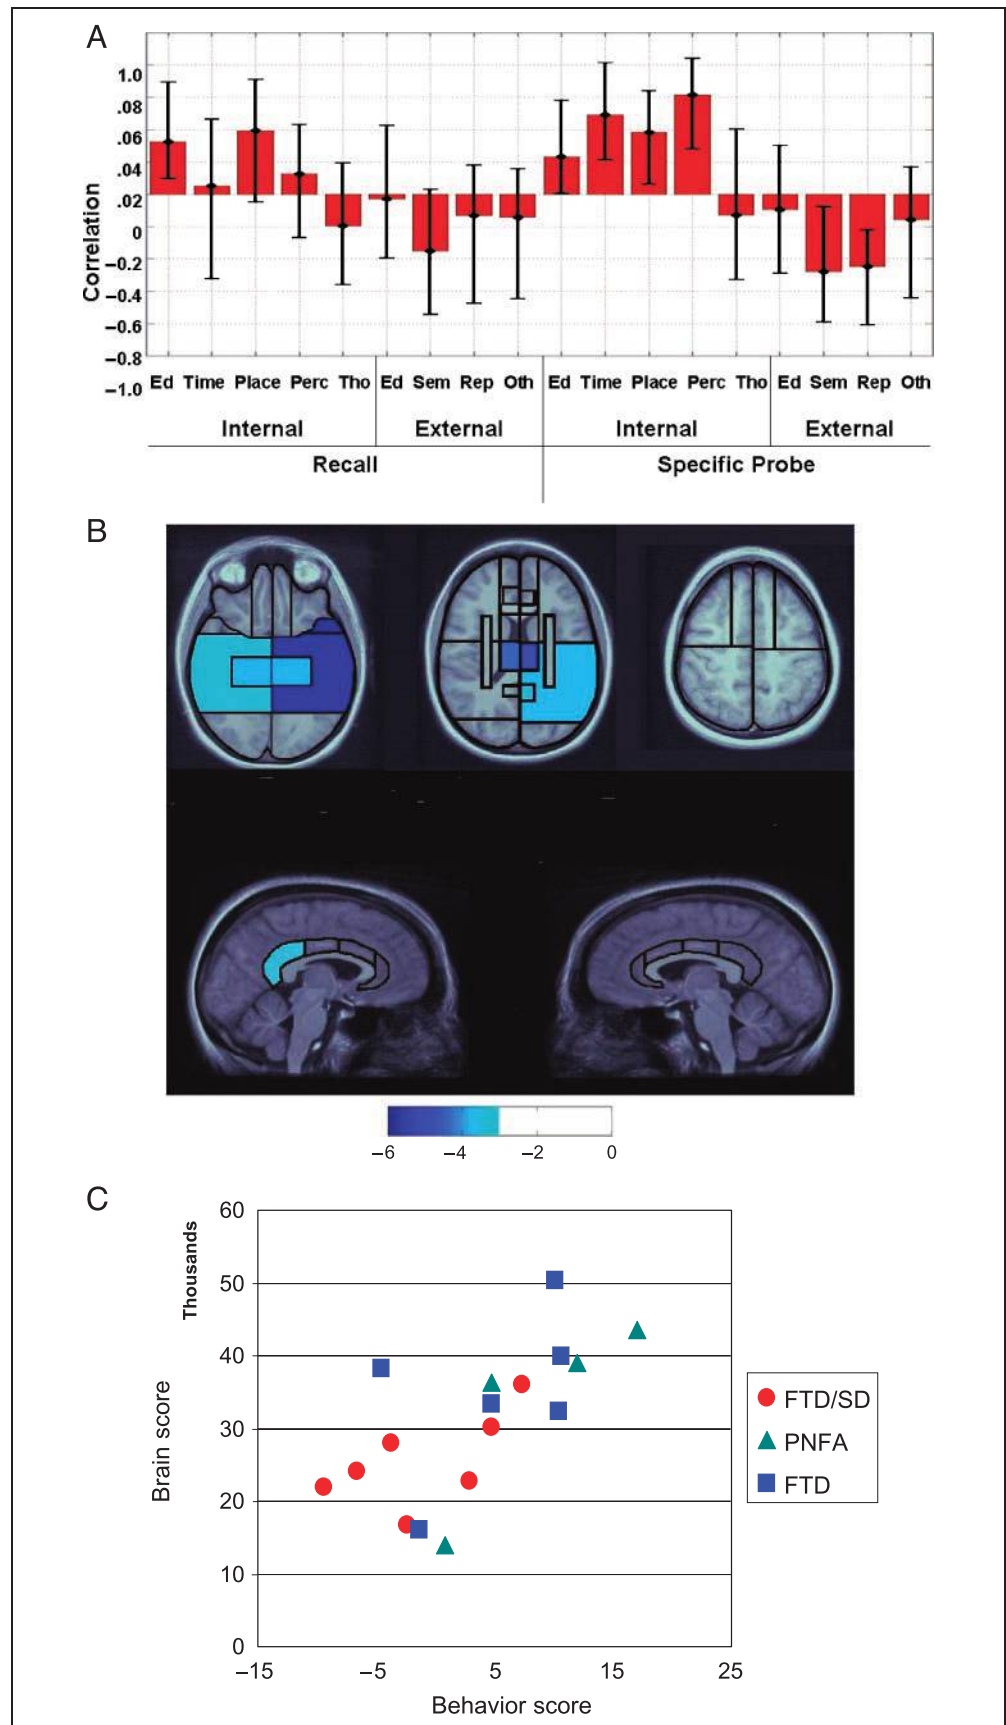 A
1.0
.08
.06
.04
.02
0
–0.2
–0.4
–0.6
–0.8
–1.0
Correlation
Ed Time Place Perc Tho Ed Sem Rep Oth Ed Time Place Perc Tho Ed Sem Rep Oth
Internal External Internal External
Recall Specific Probe
B
–6 –4 –2 0
C
Thousands
60
50
40
30
20
10
0
Brain score
–15 –5 5 15 25
Behavior score
FTD/SD
PNFA
FTD